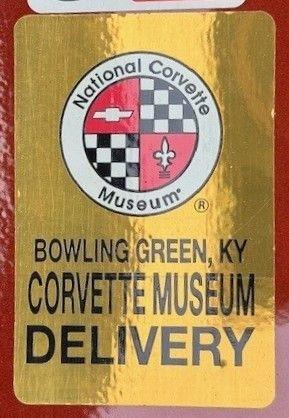 National Corvette
Museum®
®
BOWLING GREEN, KY
CORVETTE MUSEUM
DELIVERY